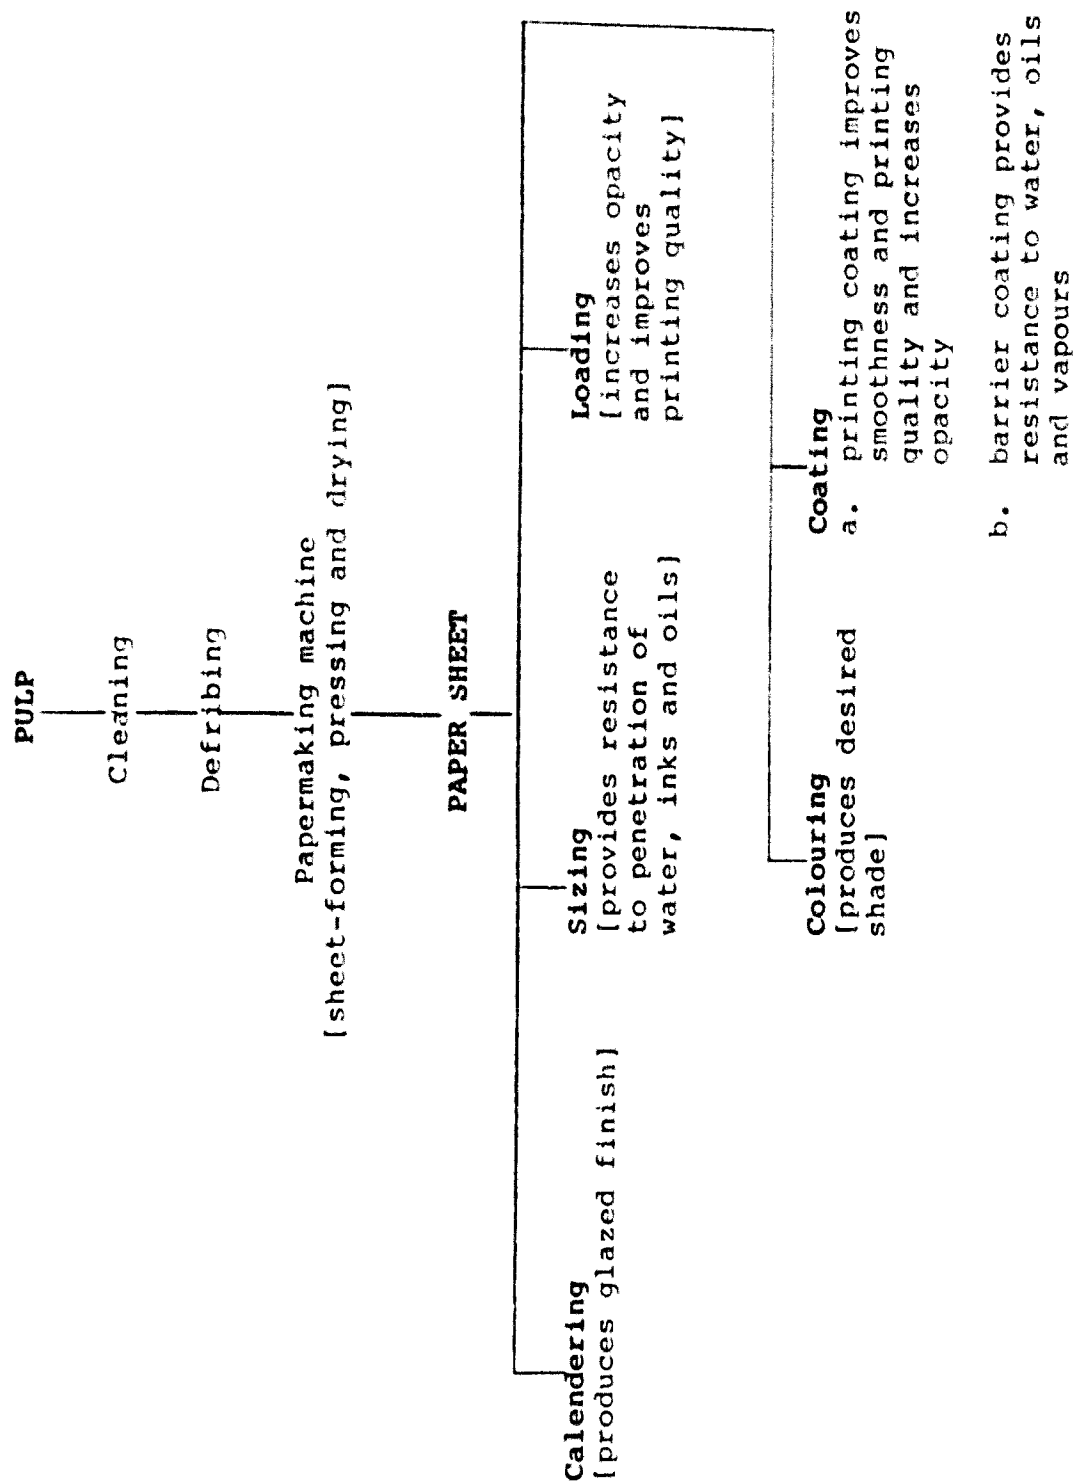 PULP
Cleaning
Defribing
Papermaking machine
[sheet-forming, pressing and drying]
PAPER SHEET
Calendering
[produces glazed finish]
Sizing
[provides resistance
to penetration of
water, inks and oils]
Loading
[increases opacity
and improves
printing quality]
Colouring
[produces desired
shade]
Coating
a. printing coating improves
smoothness and printing
quality and increases
opacity
b. barrier coating provides
resistance to water, oils
and vapours